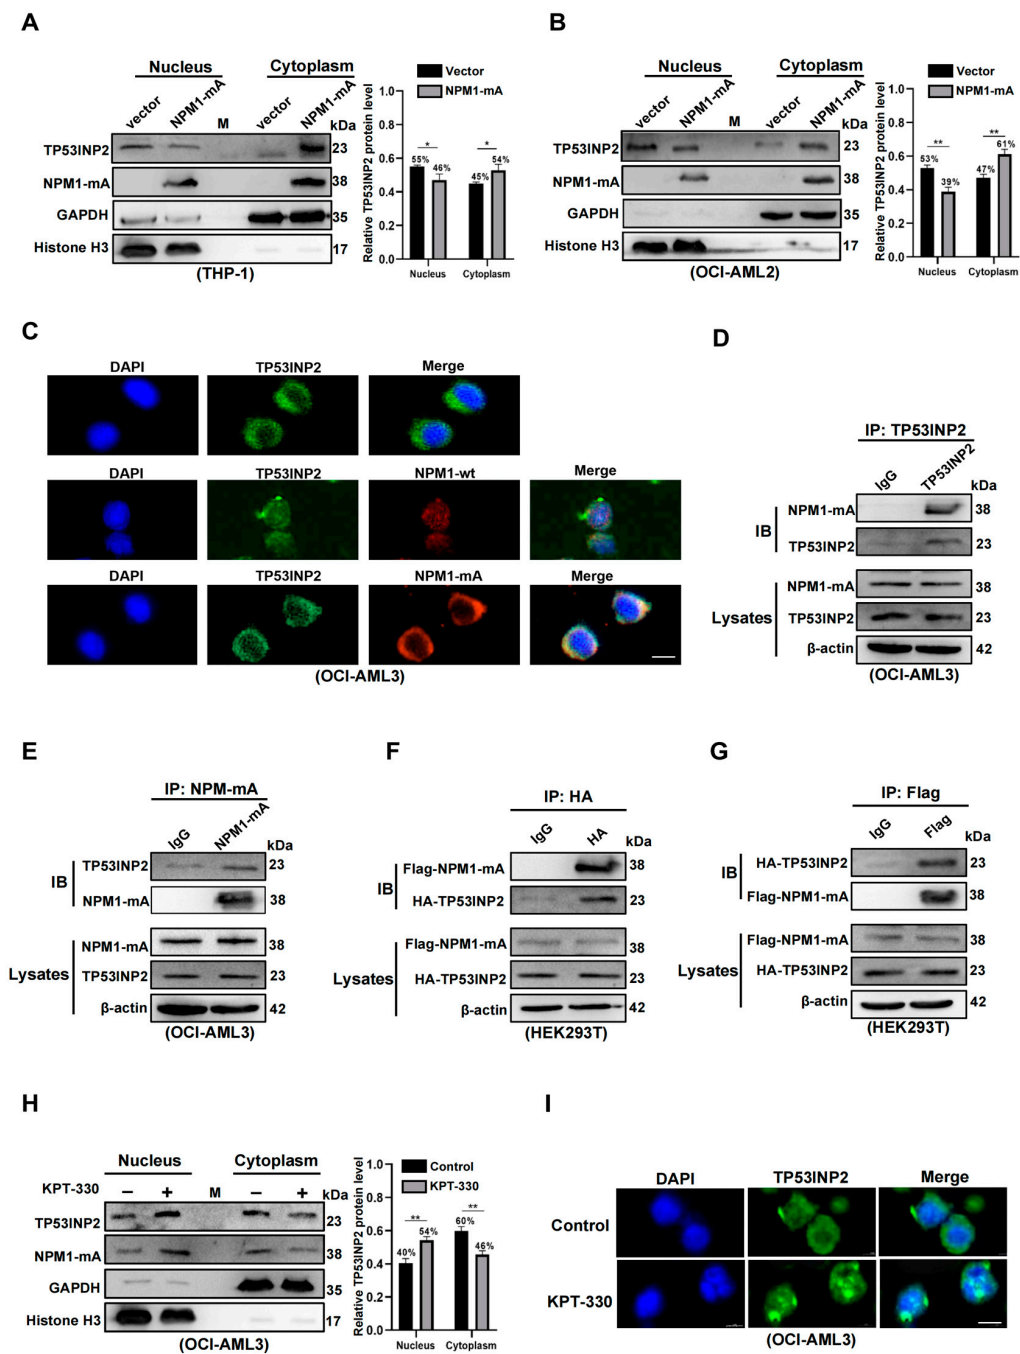 A
Nucleus Cytoplasm
vector NPM1-mA M vector NPM1-mA kDa
TP53INP2 23
NPM1-mA 38
GAPDH 35
Histone H3 17
(THP-1)
Vector
NPM1-mA
Relative TP53INP2 protein level
1.0
0.8
0.6
0.4
0.2
0.0
* *
55% 46% 45% 54%
Nucleus Cytoplasm
B
Nucleus Cytoplasm
vector NPM1-mA M vector NPM1-mA kDa
TP53INP2 23
NPM1-mA 38
GAPDH 35
Histone H3 17
(OCI-AML2)
Vector
NPM1-mA
Relative TP53INP2 protein level
1.0
0.8
0.6
0.4
0.2
0.0
** **
53% 39% 47% 61%
Nucleus Cytoplasm
C
DAPI TP53INP2 Merge
DAPI TP53INP2 NPM1-wt Merge
DAPI TP53INP2 NPM1-mA Merge
(OCI-AML3)
D
IP: TP53INP2
IgG TP53INP2 kDa
IB
NPM1-mA 38
TP53INP2 23
Lysates
NPM1-mA 38
TP53INP2 23
β-actin 42
(OCI-AML3)
E
IP: NPM-mA
IgG NPM1-mA kDa
IB
TP53INP2 23
NPM1-mA 38
Lysates
NPM1-mA 38
TP53INP2 23
β-actin 42
(OCI-AML3)
F
IP: HA
IgG HA kDa
IB
Flag-NPM1-mA 38
HA-TP53INP2 23
Lysates
Flag-NPM1-mA 38
HA-TP53INP2 23
β-actin 42
(HEK293T)
G
IP: Flag
IgG Flag kDa
IB
HA-TP53INP2 23
Flag-NPM1-mA 38
Lysates
Flag-NPM1-mA 38
HA-TP53INP2 23
β-actin 42
(HEK293T)
H
Nucleus Cytoplasm
KPT-330 − + M − + kDa
TP53INP2 23
NPM1-mA 38
GAPDH 35
Histone H3 17
(OCI-AML3)
Control
KPT-330
Relative TP53INP2 protein level
1.0
0.8
0.6
0.4
0.2
0.0
** **
40% 54% 60% 46%
Nucleus Cytoplasm
I
DAPI TP53INP2 Merge
Control
KPT-330
(OCI-AML3)